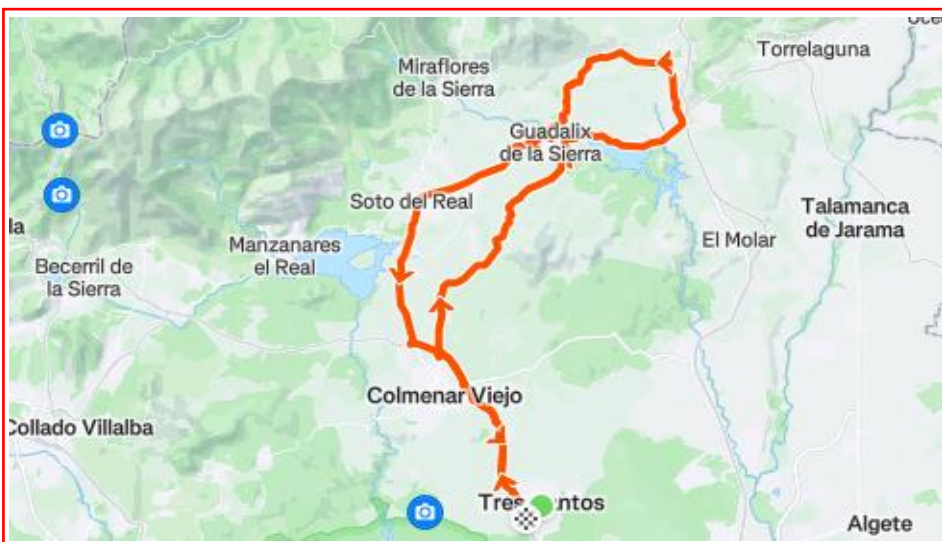 Torrelaguna
Miraflores
de la Sierra
Guadalix
de la Sierra
Soto del Real
Talamanca
de Jarama
Manzanares
el Real
El Molar
Becerril de
la Sierra
Colmenar Viejo
Collado Villalba
Algete